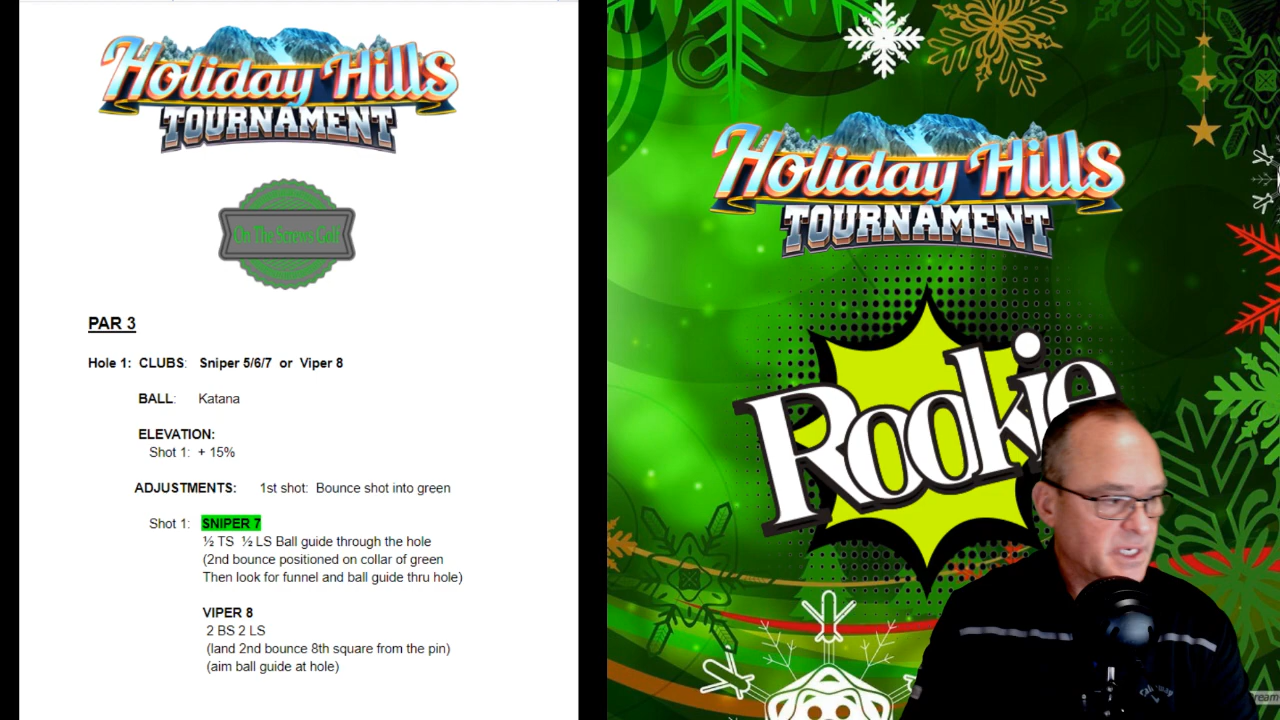 Holiday Hills
TOURNAMENT
On The Screws Golf
PAR 3
Hole 1: CLUBS: Sniper 5/6/7 or Viper 8
BALL: Katana
ELEVATION:
Shot 1: + 15%
ADJUSTMENTS: 1st shot: Bounce shot into green
Shot 1: SNIPER 7
½ TS ½ LS Ball guide through the hole
(2nd bounce positioned on collar of green
Then look for funnel and ball guide thru hole)
VIPER 8
2 BS 2 LS
(land 2nd bounce 8th square from the pin)
(aim ball guide at hole)
Holiday Hills
TOURNAMENT
Rookie
Callaway